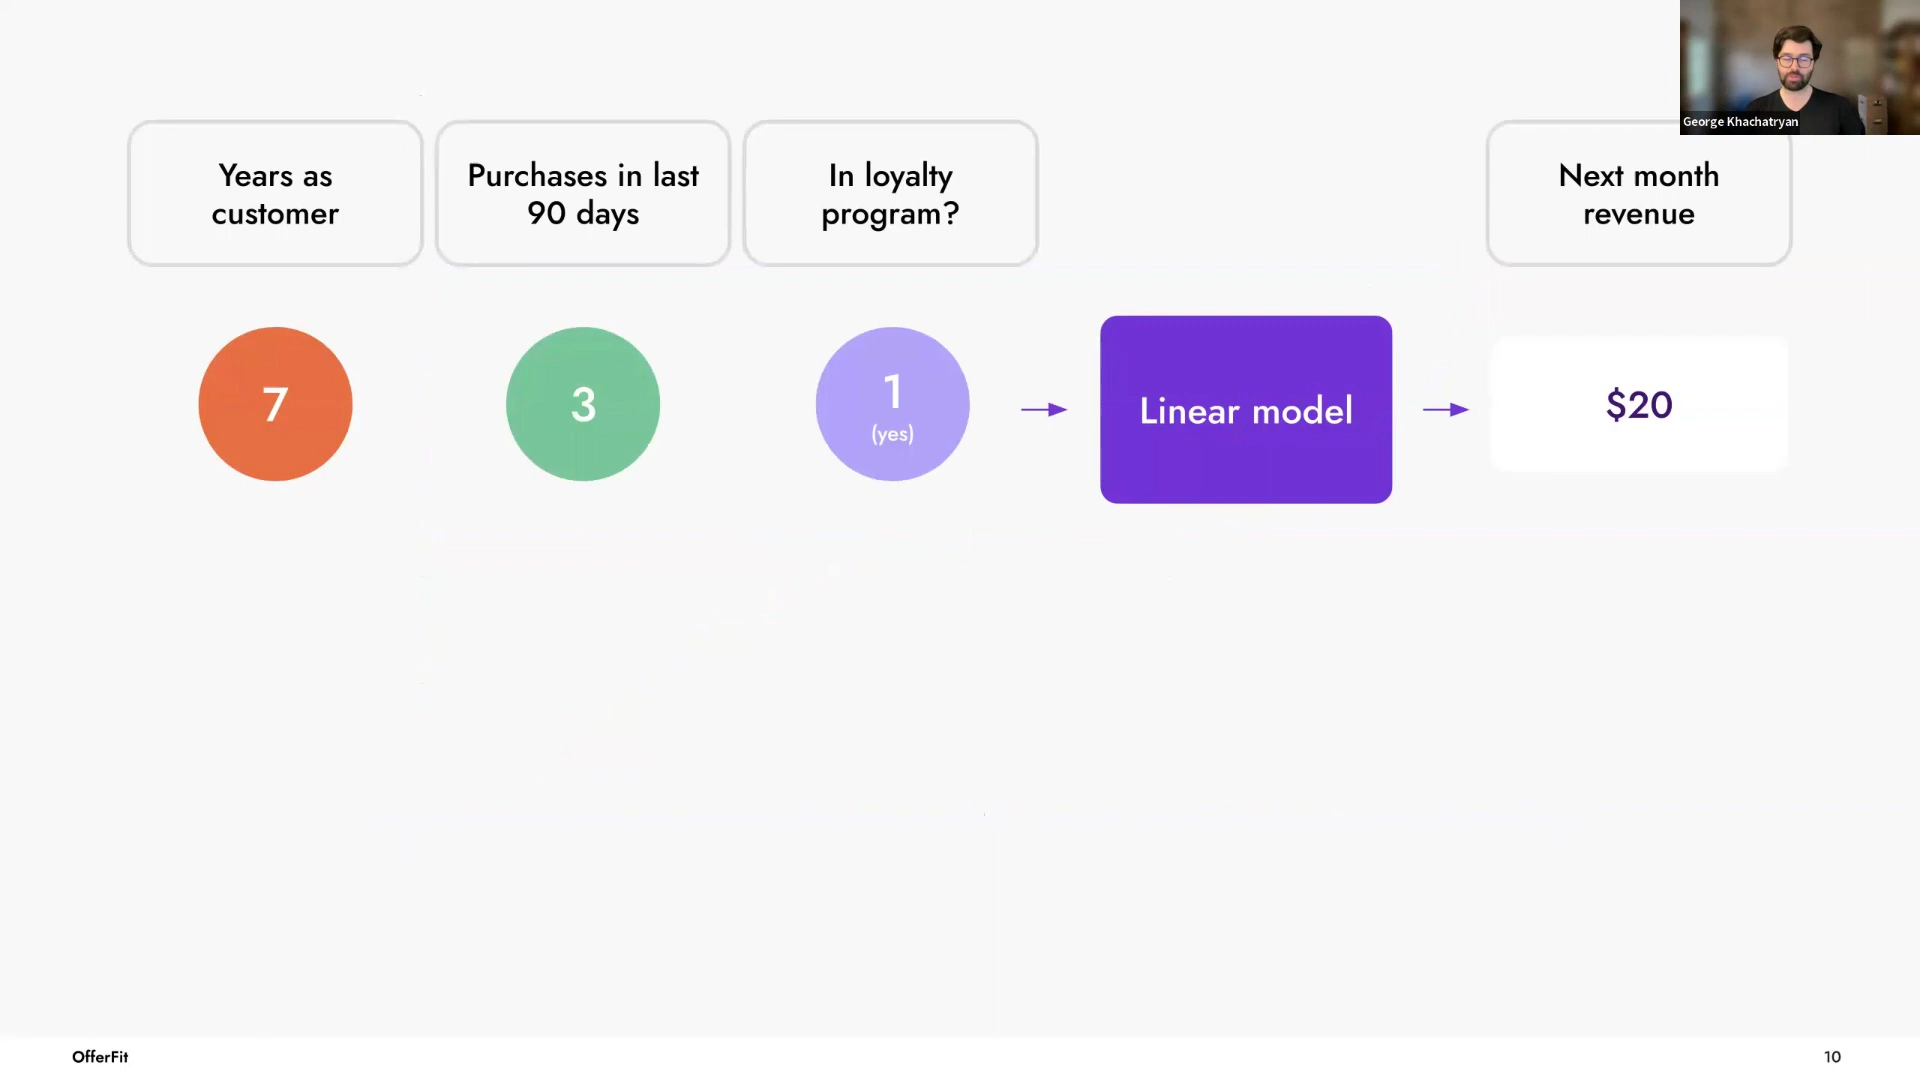 George Khachatryan
Years as
customer
Purchases in last
90 days
In loyalty
program?
Next month
revenue
7
3
1
(yes)
Linear model
$20
OfferFit
10